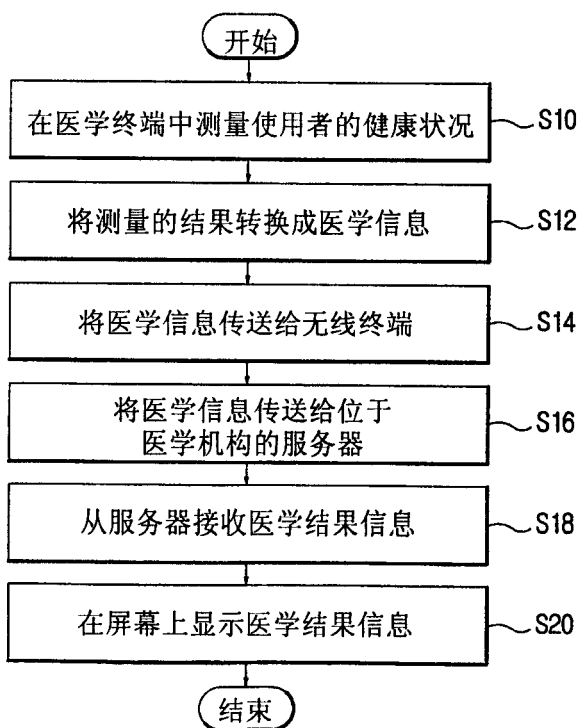 开始
在医学终端中测量使用者的健康状况
S10
将测量的结果转换成医学信息
S12
将医学信息传送给无线终端
S14
将医学信息传送给位于
医学机构的服务器
S16
从服务器接收医学结果信息
S18
在屏幕上显示医学结果信息
S20
结束